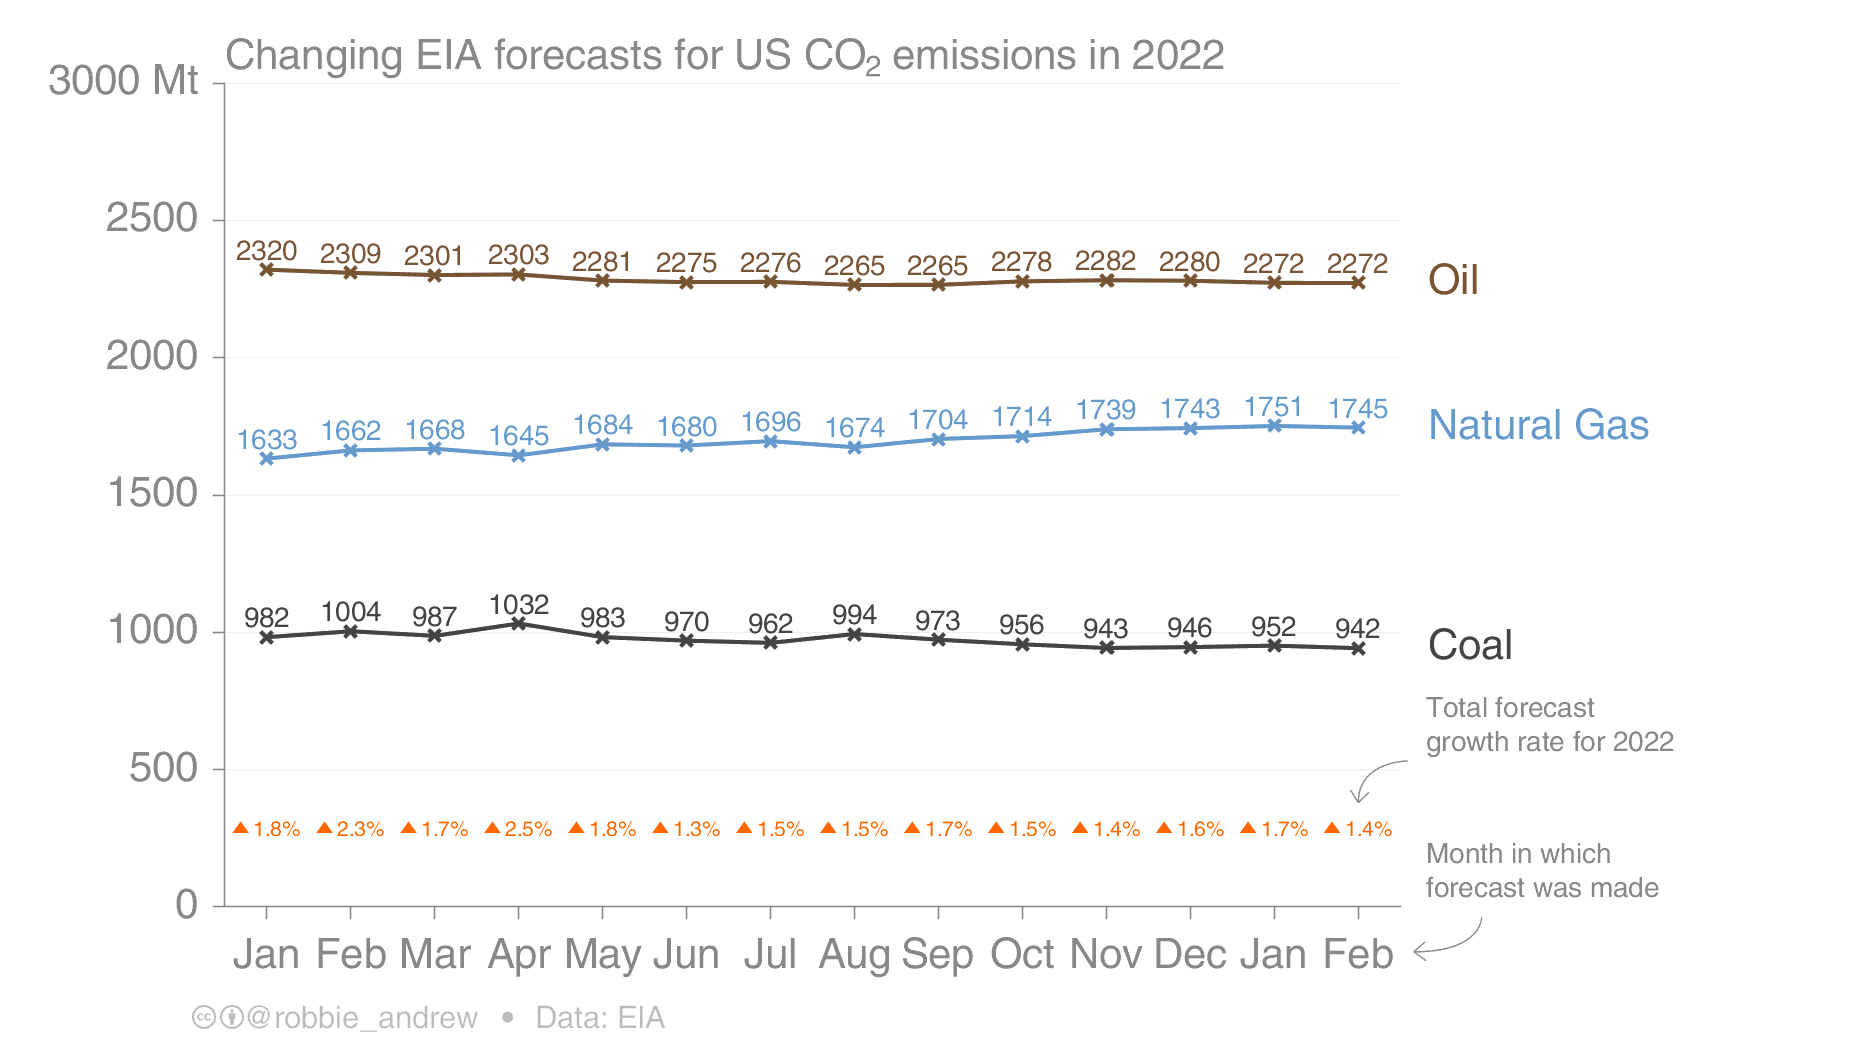 Changing EIA forecasts for US CO₂ emissions in 2022
3000 Mt
2500
2000
1500
1000
500
0
2320 2309 2301 2303 2281 2275 2276 2265 2265 2278 2282 2280 2272 2272
Oil
1633 1662 1668 1645 1684 1680 1696 1674 1704 1714 1739 1743 1751 1745
Natural Gas
982 1004 987 1032 983 970 962 994 973 956 943 946 952 942
Coal
Total forecast
growth rate for 2022
▲1.8% ▲2.3% ▲1.7% ▲2.5% ▲1.8% ▲1.3% ▲1.5% ▲1.5% ▲1.7% ▲1.5% ▲1.4% ▲1.6% ▲1.7% ▲1.4%
Month in which
forecast was made
Jan Feb Mar Apr May Jun Jul Aug Sep Oct Nov Dec Jan Feb
cc @robbie_andrew • Data: EIA